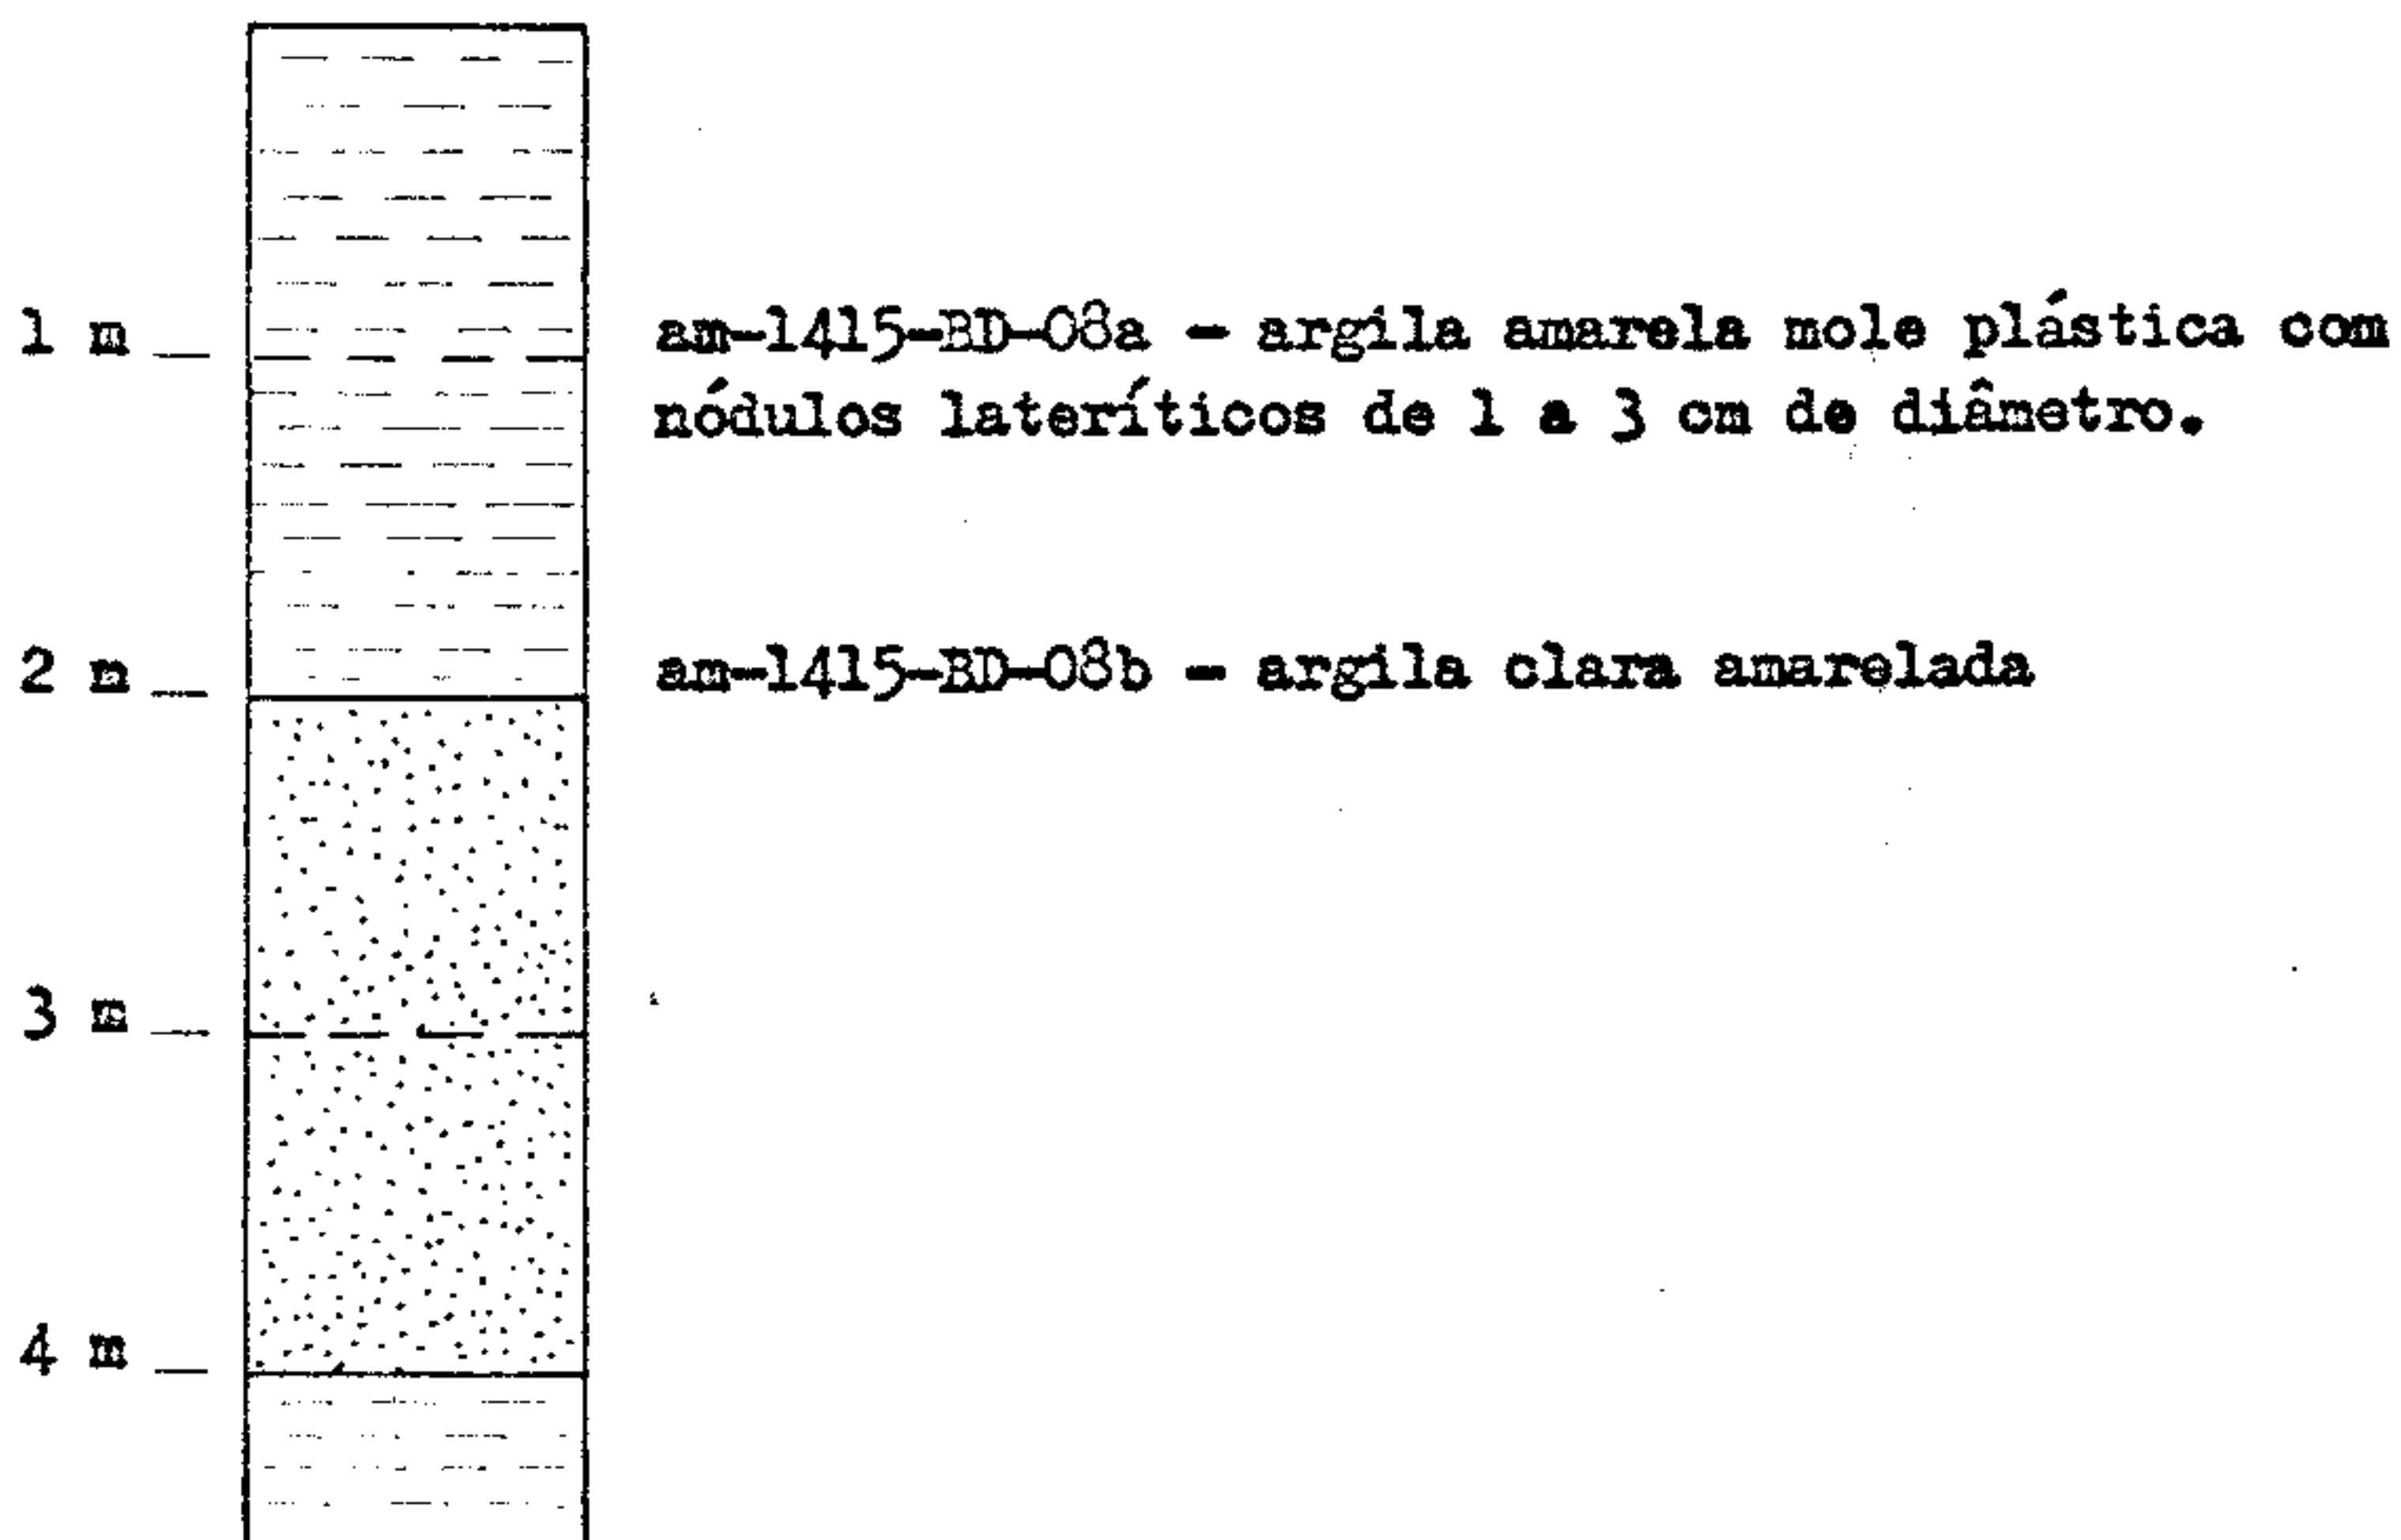 1 m
am-1415-BD-08a - argila amarela mole plástica com
nódulos lateríticos de 1 a 3 cm de diâmetro.
2 m
am-1415-BD-08b - argila clara amarelada
3 m
4 m